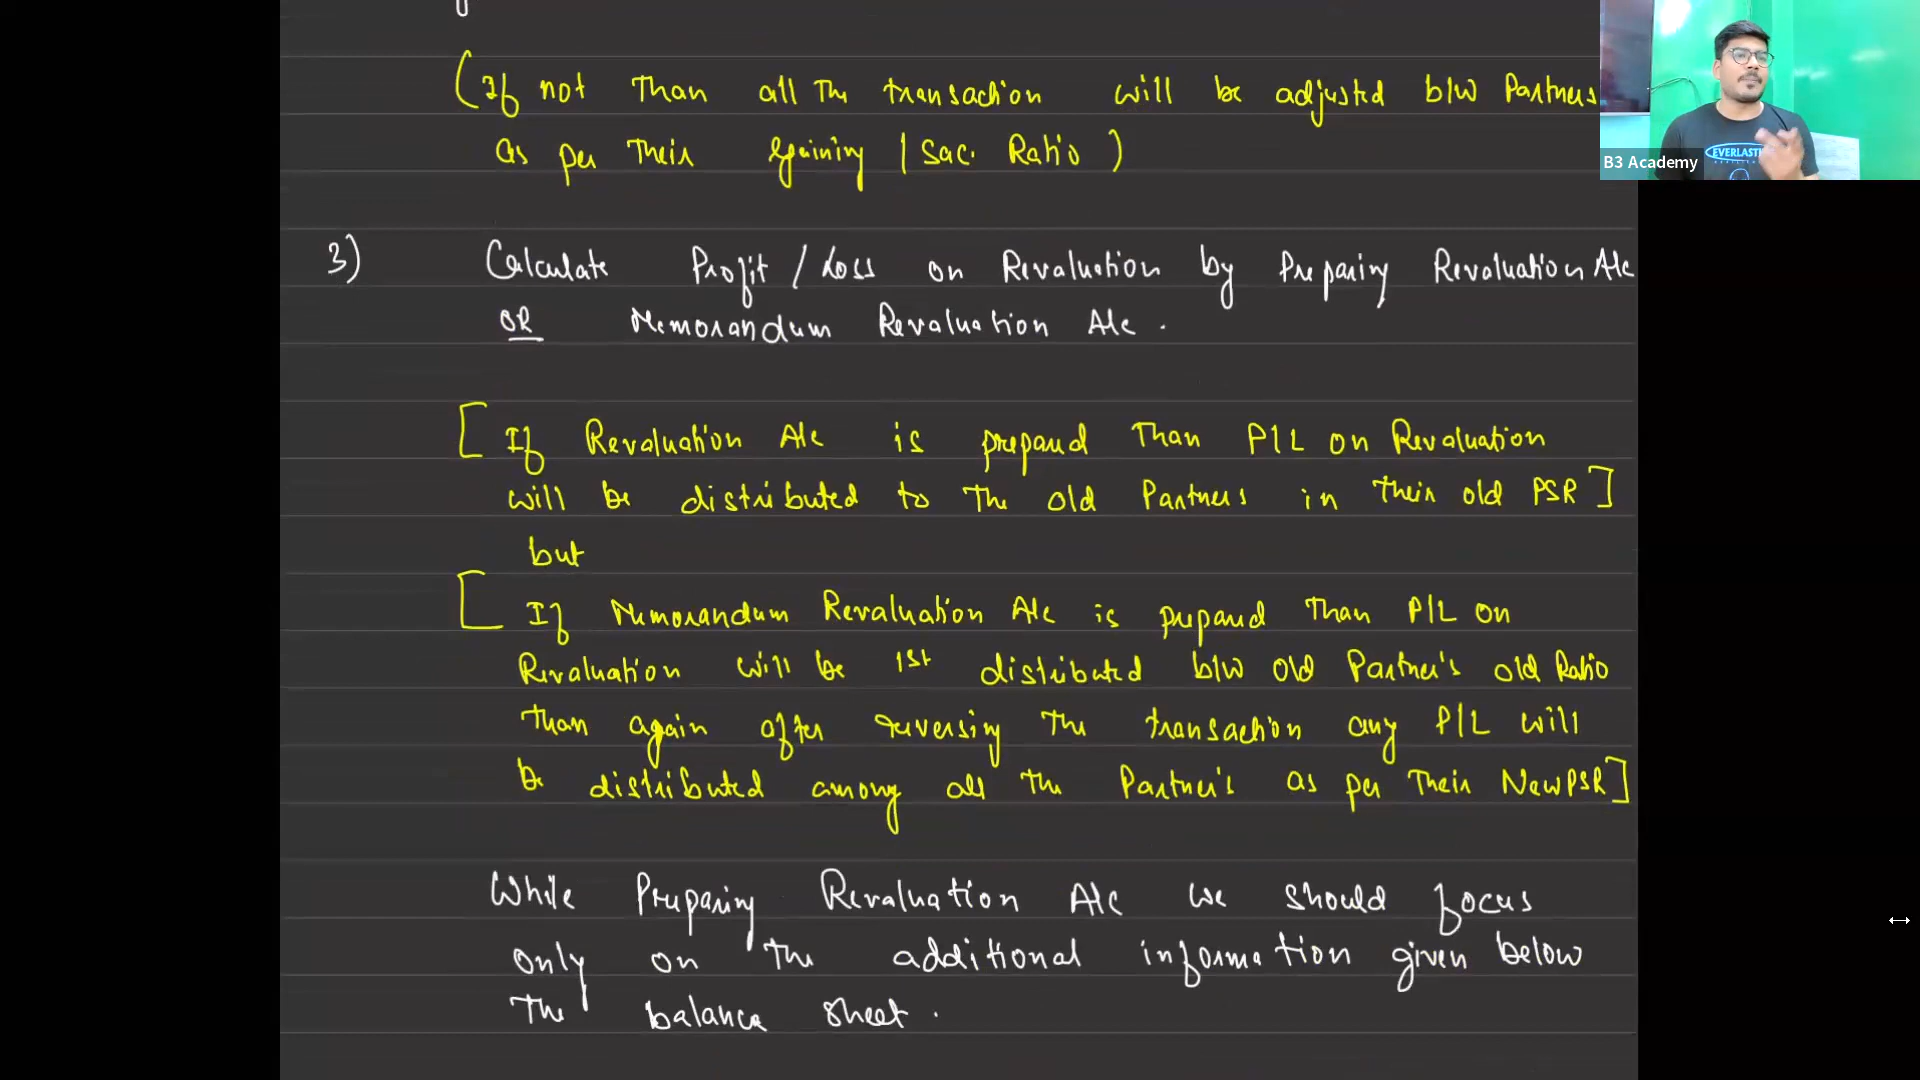 (If not Than all The transaction will be adjusted b/w Partners
as per Their Gaining / Sac. Ratio)
3) Calculate Profit / Loss on Revaluation by Preparing Revaluation A/c
OR Memorandum Revaluation A/c .
[ If Revaluation A/c is prepared Than P/L on Revaluation
will be distributed to The old Partners in Their old PSR ]
but
[ If Memorandum Revaluation A/c is prepared Than P/L on
Revaluation will be 1st distributed b/w old Partner's old Ratio
Than again after reversing The transaction any P/L will
be distributed among all The Partner's as per Their New PSR ]
While Preparing Revaluation A/c we should focus
only on The additional information given below
The balance sheet .
EVERLAST
B3 Academy